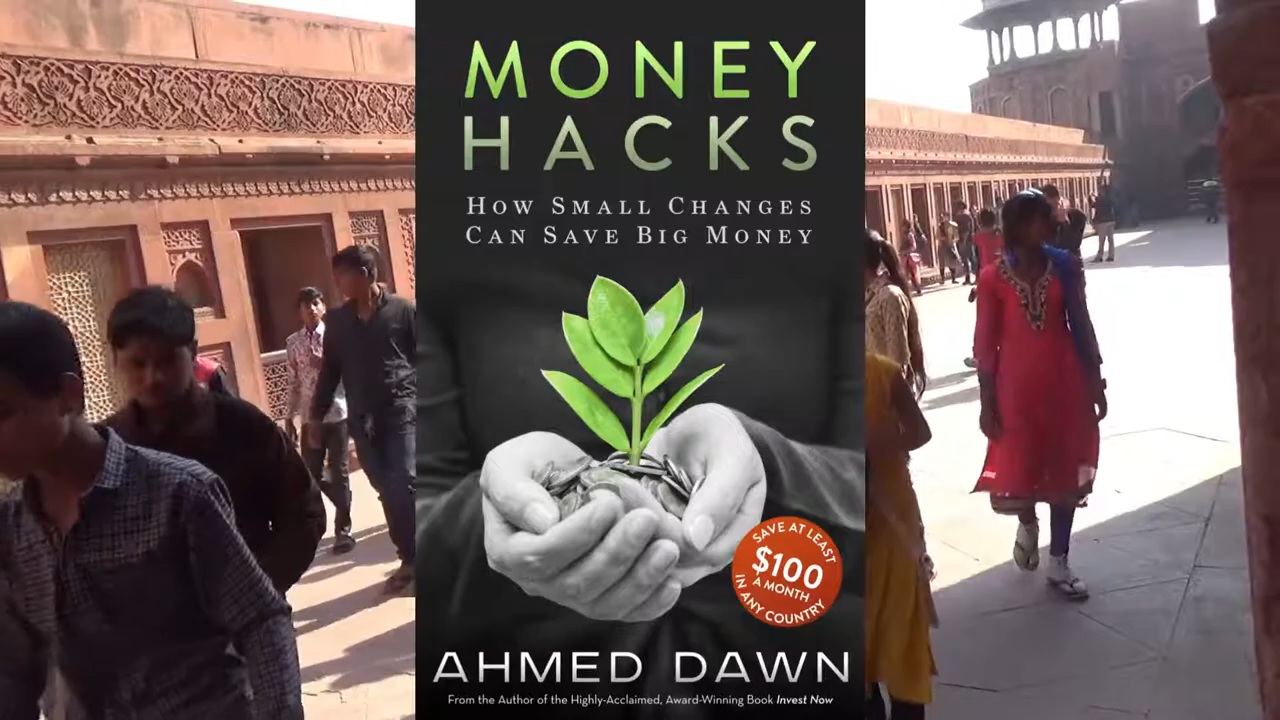 MONEY
HACKS
How Small Changes
Can Save Big Money
SAVE AT LEAST
$100
A MONTH
IN ANY COUNTRY
AHMED DAWN
From the Author of the Highly-Acclaimed, Award-Winning Book Invest Now